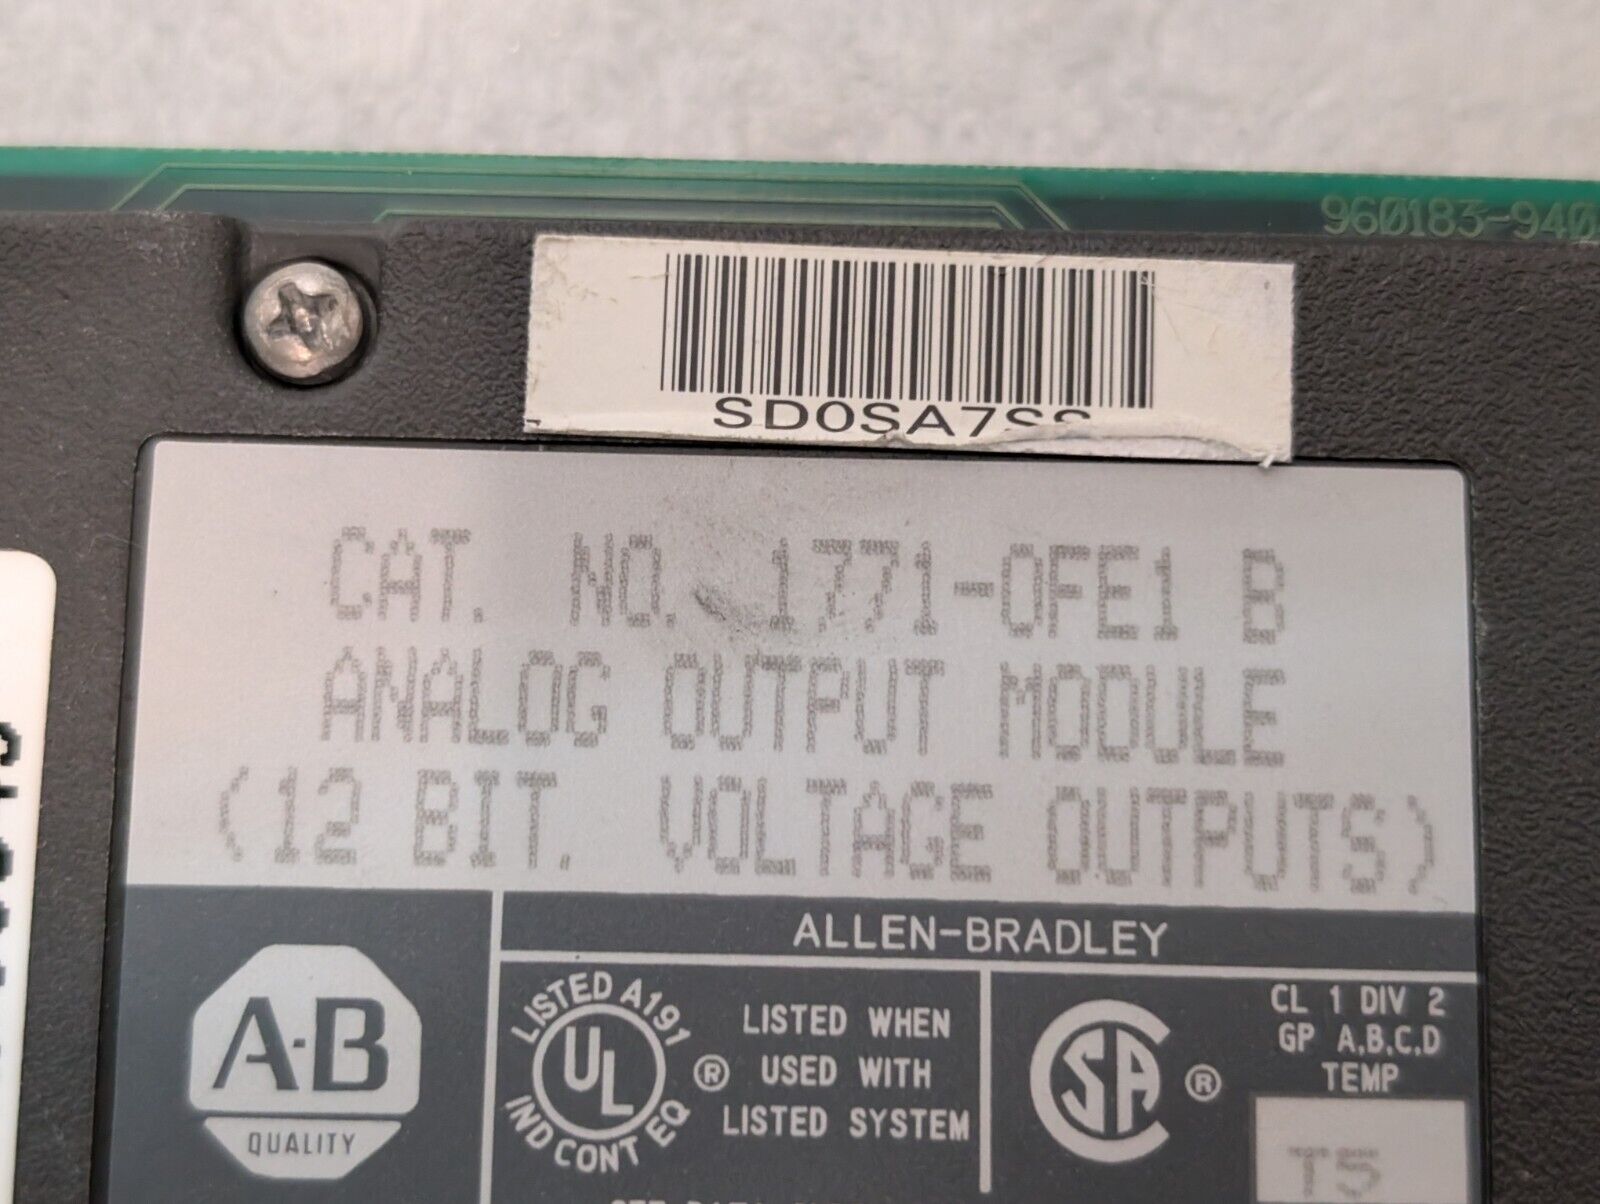 960183-940
SD0SA7SS
CAT. NO. 1771-OFE1 B
ANALOG OUTPUT MODULE
(12 BIT, VOLTAGE OUTPUTS)
ALLEN-BRADLEY
A-B
QUALITY
LISTED A191
UL
®
IND CONT EQ
LISTED WHEN
USED WITH
LISTED SYSTEM
SA
®
CL 1 DIV 2
GP A,B,C,D
TEMP
T5